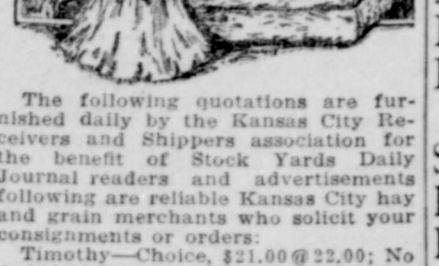 The following quotations are fur-
nished daily by the Kansas City Re-
ceivers and Shippers association for
the benefit of Stock Yards Daily
Journal readers and advertisements
following are reliable Kansas City hay
and grain merchants who solicit your
consignments or orders:
Timothy—Choice, $21.00@22.00; No